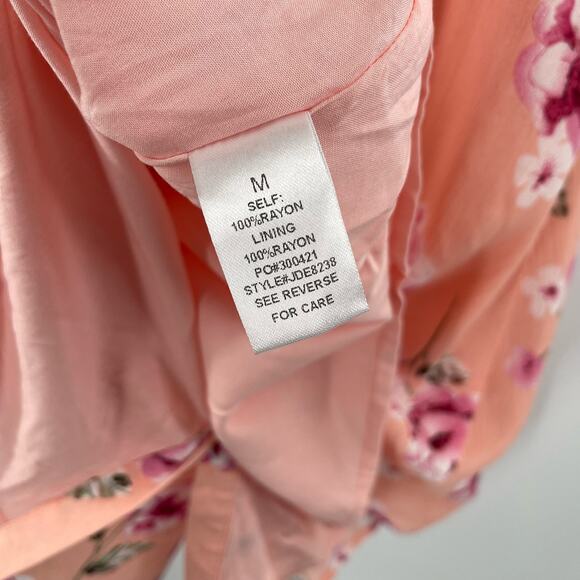 M
SELF:
100%RAYON
LINING
100%RAYON
PO#300421
STYLE#JDE8238
SEE REVERSE
FOR CARE